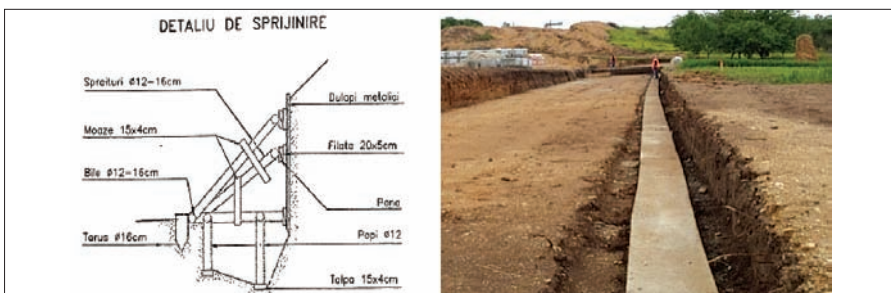 DETALIU DE SPRIJINIRE
Spraituri ø12-16cm
Moaze 15x4cm
Bile ø12-16cm
Tarus ø16cm
Dulapi metalici
Filata 20x5cm
Pana
Popi ø12
Talpa 15x4cm